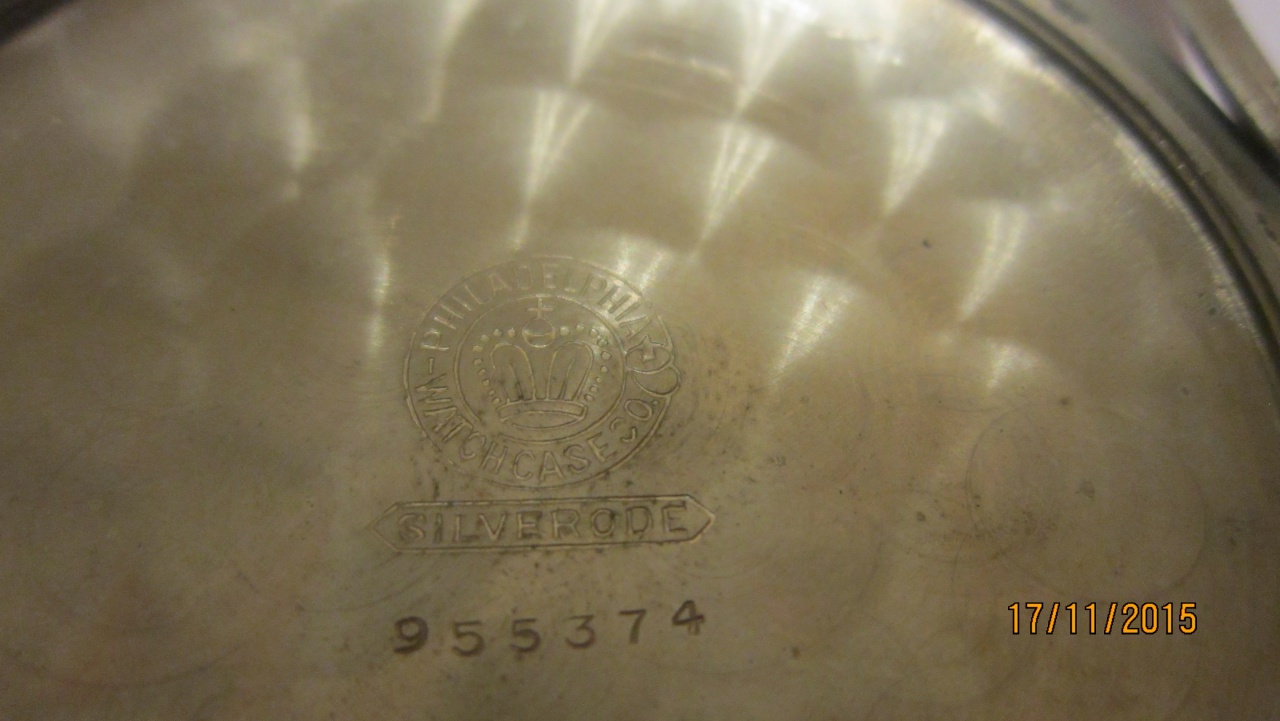 PHILADELPHIA
WATCH CASE CO.
SILVERODE
955374
17/11/2015